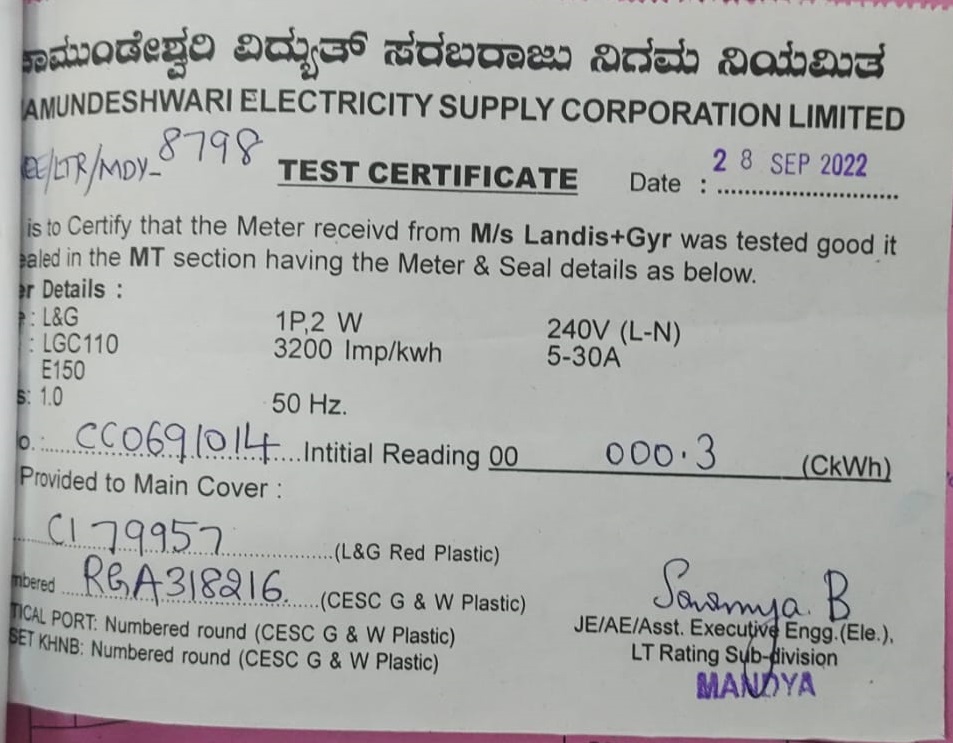 ಾಮುಂಡೇಶ್ವರಿ ವಿದ್ಯುತ್ ಸರಬರಾಜು ನಿಗಮ ನಿಯಮಿತ
AMUNDESHWARI ELECTRICITY SUPPLY CORPORATION LIMITED
EE/LTR/MDY- 8798 TEST CERTIFICATE Date : 28 SEP 2022
is to Certify that the Meter receivd from M/s Landis+Gyr was tested good it
ealed in the MT section having the Meter & Seal details as below.
er Details :
: L&G 1P,2 W 240V (L-N)
: LGC110 3200 Imp/kwh 5-30A
E150
s: 1.0 50 Hz.
o. : CC0691014 Intitial Reading 00 000.3 (CkWh)
Provided to Main Cover :
C179957 (L&G Red Plastic)
mbered RGA318216. (CESC G & W Plastic)
TICAL PORT: Numbered round (CESC G & W Plastic)
SET KHNB: Numbered round (CESC G & W Plastic)
Sowmya. B
JE/AE/Asst. Executive Engg.(Ele.),
LT Rating Sub-division
MANDYA